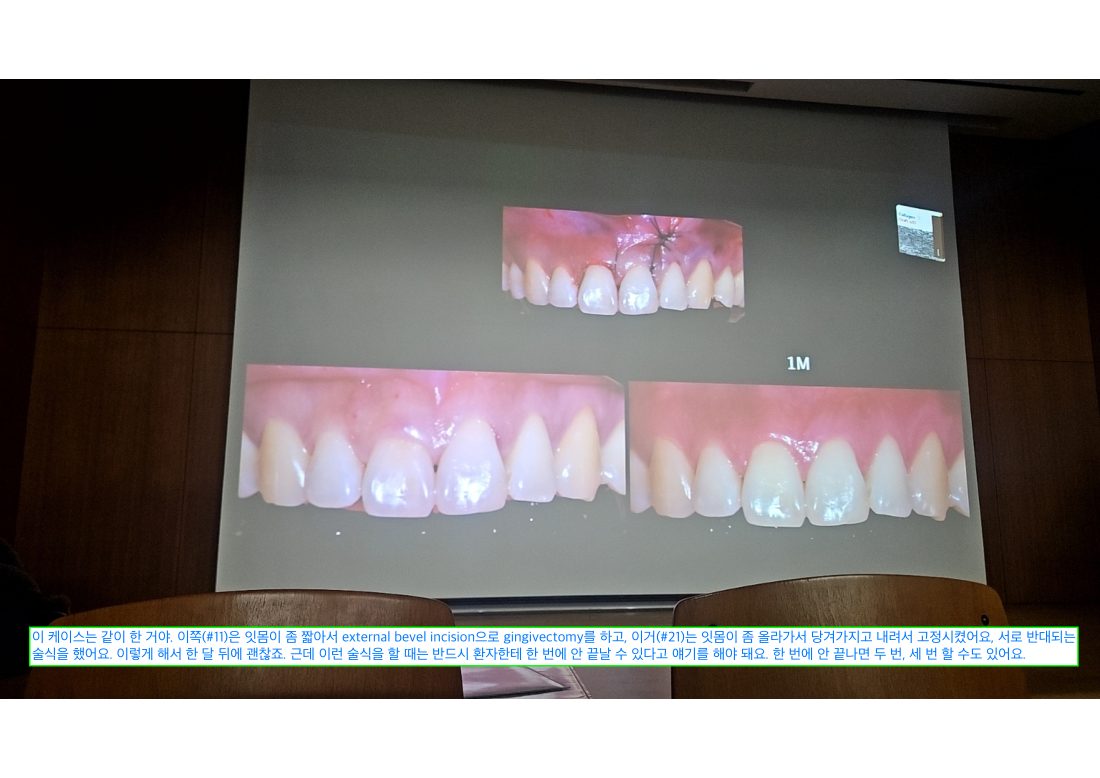 Collagen
1M
이 케이스는 같이 한 거야. 이쪽(#11)은 잇몸이 좀 짧아서 external bevel incision으로 gingivectomy를 하고, 이거(#21)는 잇몸이 좀 올라가서 당겨가지고 내려서 고정시켰어요, 서로 반대되는
술식을 했어요. 이렇게 해서 한 달 뒤에 괜찮죠. 근데 이런 술식을 할 때는 반드시 환자한테 한 번에 안 끝날 수 있다고 얘기를 해야 돼요. 한 번에 안 끝나면 두 번, 세 번 할 수도 있어요.